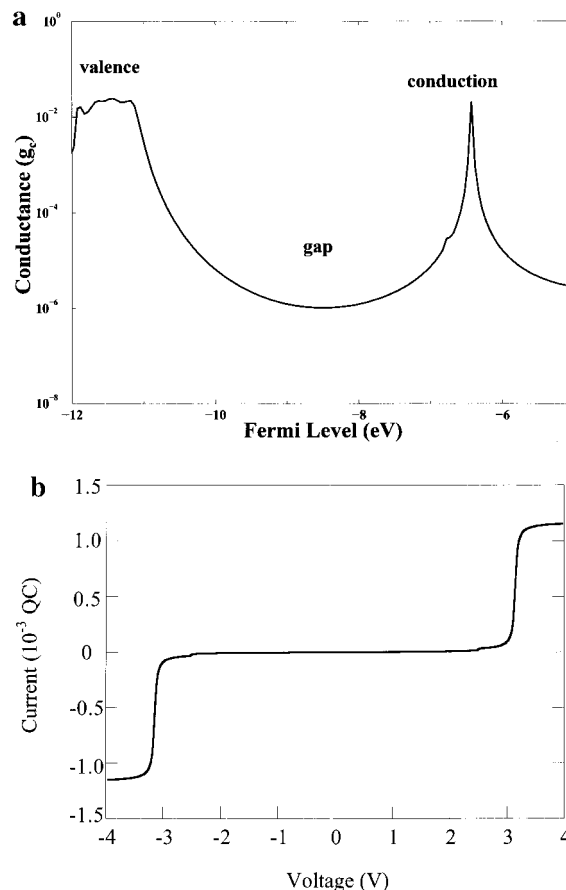 a
10⁰
valence
conduction
10⁻²
Conductance (g_c)
10⁻⁴
gap
10⁻⁶
10⁻⁸
−12 −10 −8 −6
Fermi Level (eV)
b
1.5
1.0
0.5
0
-0.5
-1.0
-1.5
Current (10⁻³ QC)
-4 -3 -2 -1 0 1 2 3 4
Voltage (V)